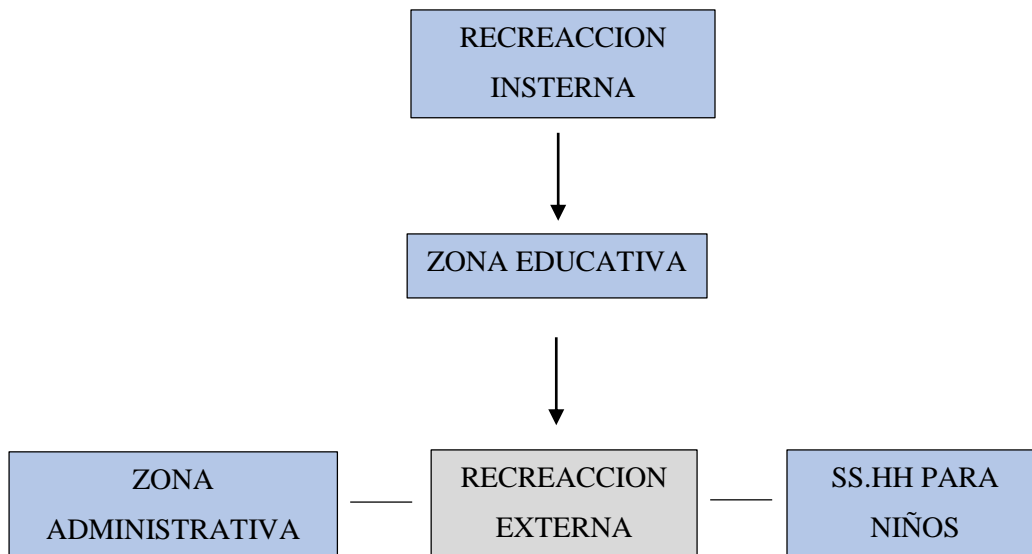 RECREACCION
INSTERNA
ZONA EDUCATIVA
ZONA
ADMINISTRATIVA
RECREACCION
EXTERNA
SS.HH PARA
NIÑOS